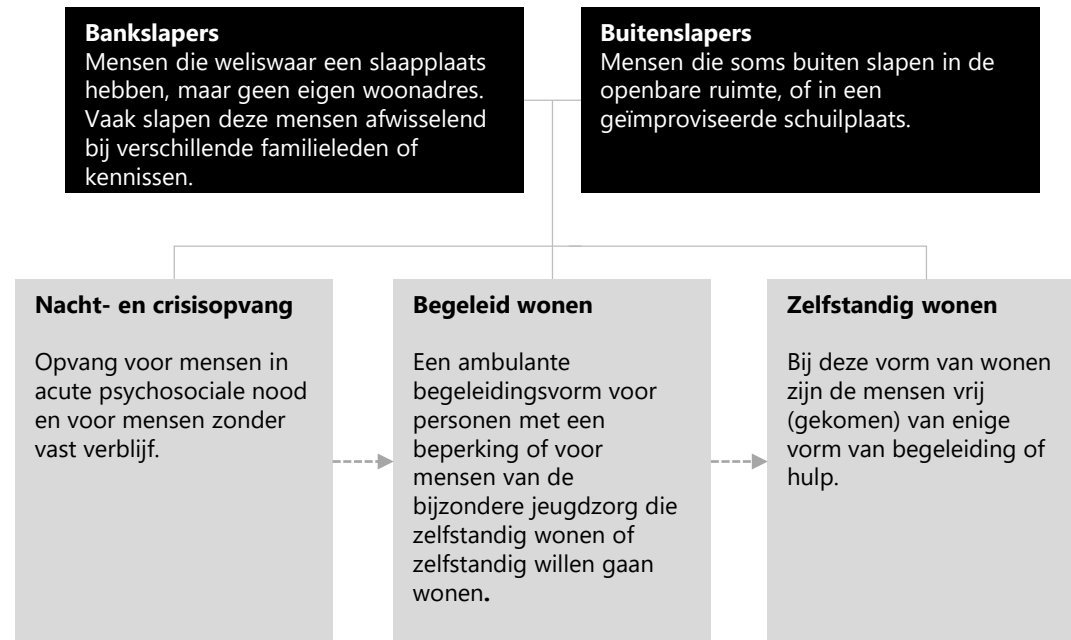 Bankslapers
Mensen die weliswaar een slaapplaats
hebben, maar geen eigen woonadres.
Vaak slapen deze mensen afwisselend
bij verschillende familieleden of
kennissen.
Buitenslapers
Mensen die soms buiten slapen in de
openbare ruimte, of in een
geïmproviseerde schuilplaats.
Nacht- en crisisopvang
Opvang voor mensen in
acute psychosociale nood
en voor mensen zonder
vast verblijf.
Begeleid wonen
Een ambulante
begeleidingsvorm voor
personen met een
beperking of voor
mensen van de
bijzondere jeugdzorg die
zelfstandig wonen of
zelfstandig willen gaan
wonen.
Zelfstandig wonen
Bij deze vorm van wonen
zijn de mensen vrij
(gekomen) van enige
vorm van begeleiding of
hulp.